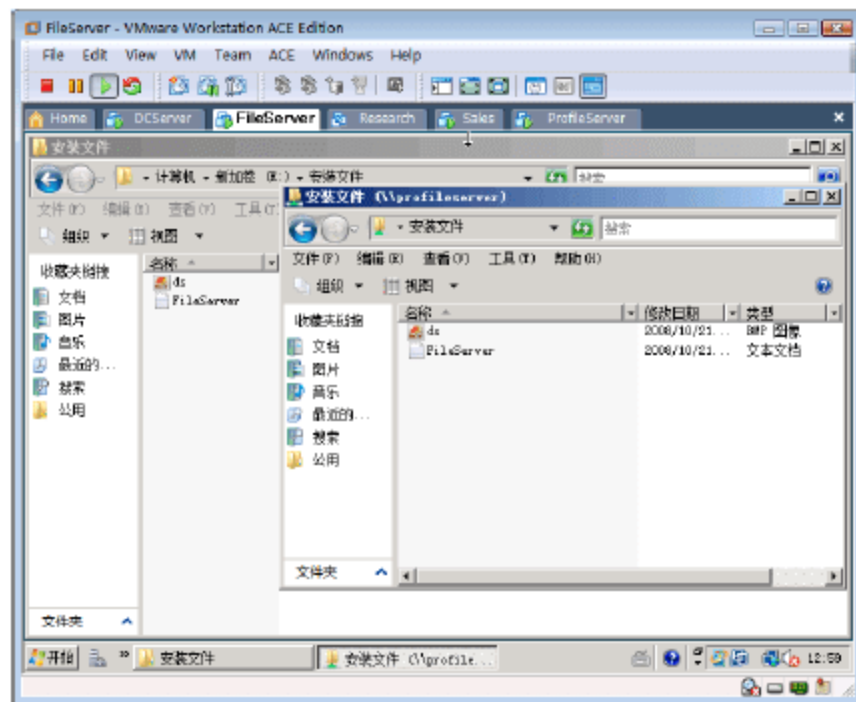 FileServer - VMware Workstation ACE Edition
File Edit View VM Team ACE Windows Help
Home DCServer FileServer Research Sales ProfileServer
安装文件
计算机 - 新加卷 (E:) - 安装文件 搜索
文件(F) 编辑(E) 查看(V) 工具(T)
组织 视图
收藏夹链接
文档
图片
音乐
最近的...
搜索
公用
文件夹
名称
ds
FileServer
安装文件 (\\profileserver)
安装文件 搜索
文件(F) 编辑(E) 查看(V) 工具(T) 帮助(H)
组织 视图
收藏夹链接
文档
图片
音乐
最近的...
搜索
公用
文件夹
名称 修改日期 类型
ds 2008/10/21... BMP 图像
FileServer 2008/10/21... 文本文档
开始 安装文件 安装文件 (\\profile... 12:59